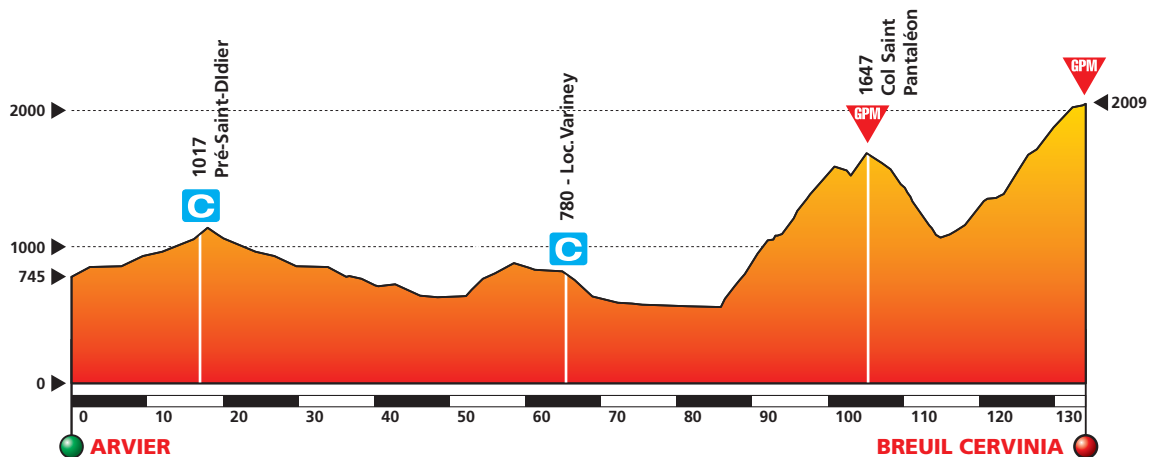 2000
1000
745
0
1017
Pré-Saint-DIdier
C
780 - Loc.Variney
C
1647
Col Saint
Pantaléon
GPM
GPM
2009
0 10 20 30 40 50 60 70 80 90 100 110 120 130
ARVIER
BREUIL CERVINIA